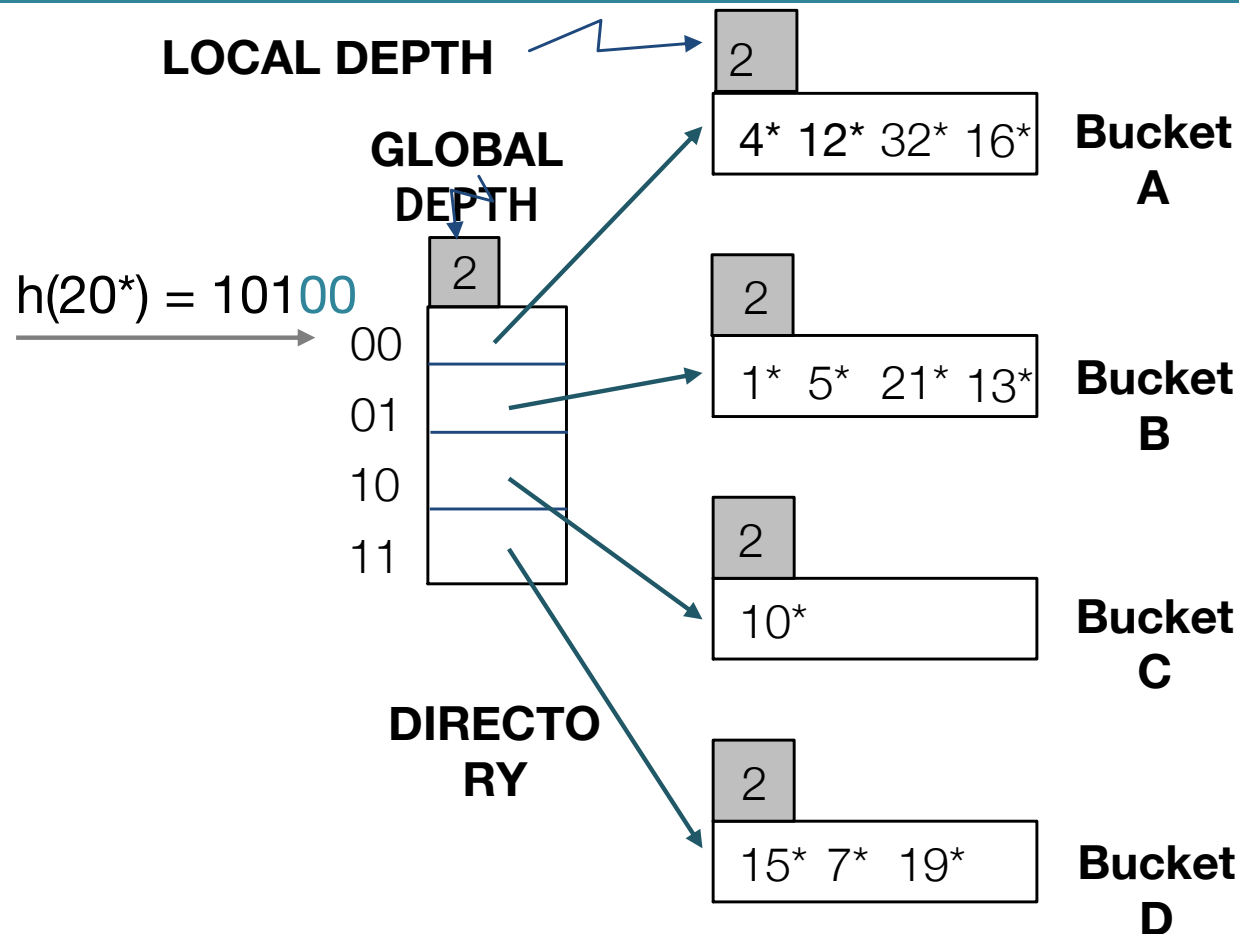 LOCAL DEPTH
2
4* 12* 32* 16*
Bucket
A
GLOBAL
DEPTH
2
h(20*) = 10100
00
01
10
11
2
1* 5* 21* 13*
Bucket
B
2
10*
Bucket
C
DIRECTO
RY
2
15* 7* 19*
Bucket
D